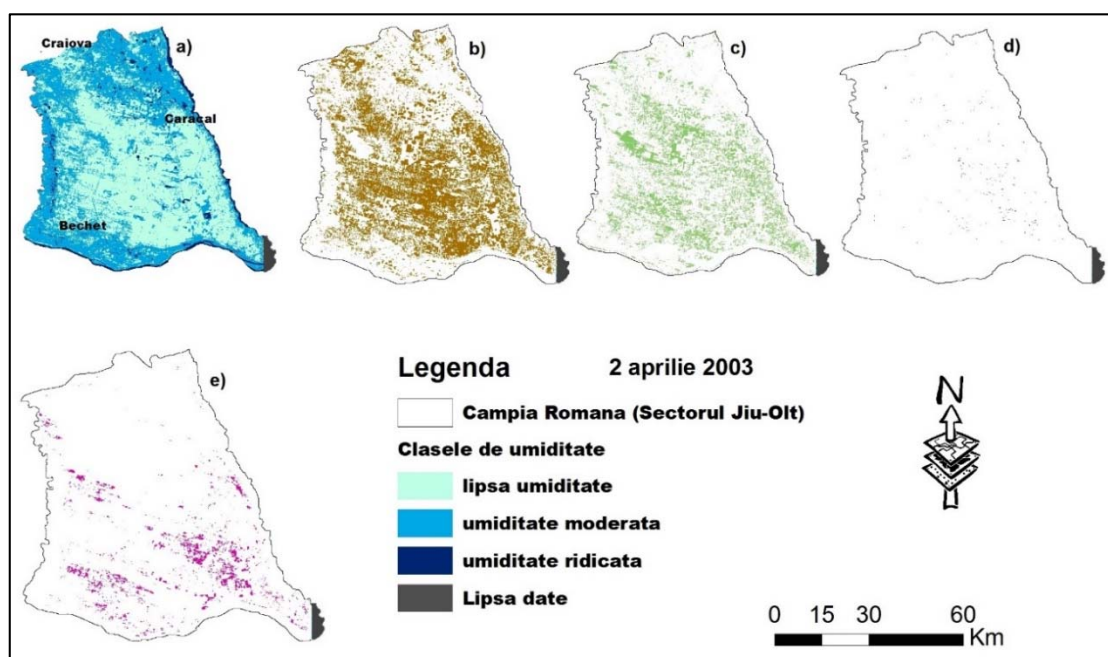 Craiova
a)
b)
c)
d)
Caracal
Bechet
e)
Legenda
2 aprilie 2003
Campia Romana (Sectorul Jiu-Olt)
Clasele de umiditate
lipsa umiditate
umiditate moderata
umiditate ridicata
Lipsa date
N
0 15 30 60
Km